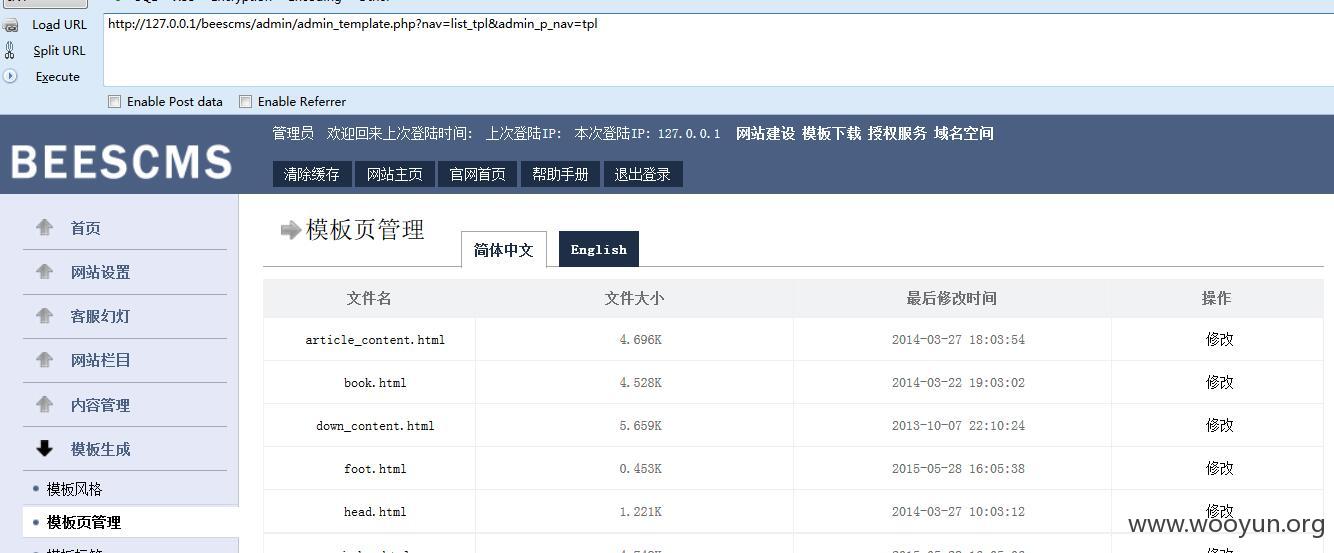 Load URL
http://127.0.0.1/beescms/admin/admin_template.php?nav=list_tpl&admin_p_nav=tpl
Split URL
Execute
Enable Post data Enable Referrer
管理员 欢迎回来上次登陆时间: 上次登陆IP: 本次登陆IP: 127.0.0.1 网站建设 模板下载 授权服务 域名空间
BEESCMS
清除缓存 网站主页 官网首页 帮助手册 退出登录
首页
网站设置
客服幻灯
网站栏目
内容管理
模板生成
模板风格
模板页管理
模板页管理 简体中文 English
文件名 文件大小 最后修改时间 操作
article_content.html 4.696K 2014-03-27 18:03:54 修改
book.html 4.528K 2014-03-22 19:03:02 修改
down_content.html 5.659K 2013-10-07 22:10:24 修改
foot.html 0.453K 2015-05-28 16:05:38 修改
head.html 1.221K 2014-03-27 10:03:12 修改
www.wooyun.org